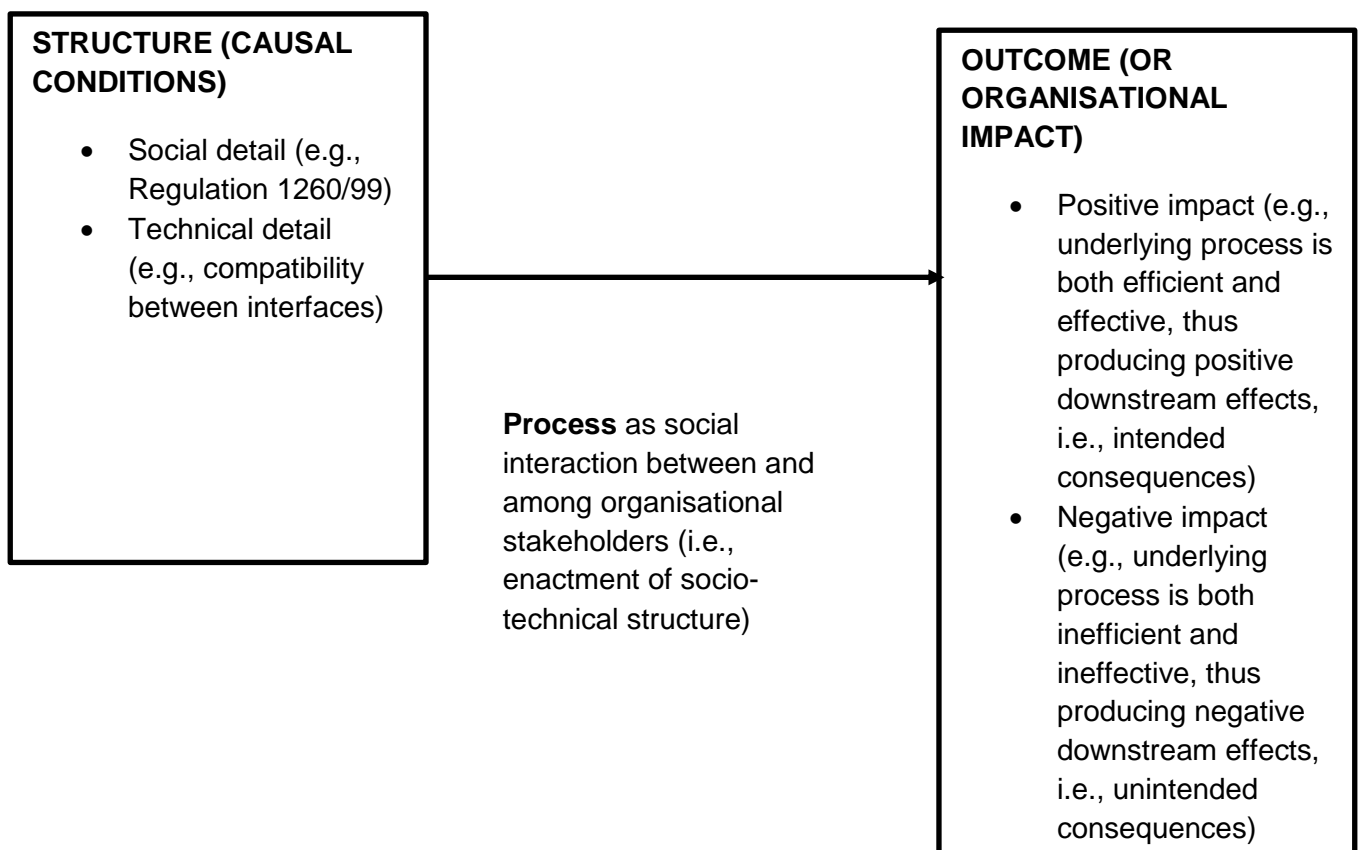 STRUCTURE (CAUSAL
CONDITIONS)
• Social detail (e.g.,
Regulation 1260/99)
• Technical detail
(e.g., compatibility
between interfaces)
Process as social
interaction between and
among organisational
stakeholders (i.e.,
enactment of socio-
technical structure)
OUTCOME (OR
ORGANISATIONAL
IMPACT)
• Positive impact (e.g.,
underlying process is
both efficient and
effective, thus
producing positive
downstream effects,
i.e., intended
consequences)
• Negative impact
(e.g., underlying
process is both
inefficient and
ineffective, thus
producing negative
downstream effects,
i.e., unintended
consequences)